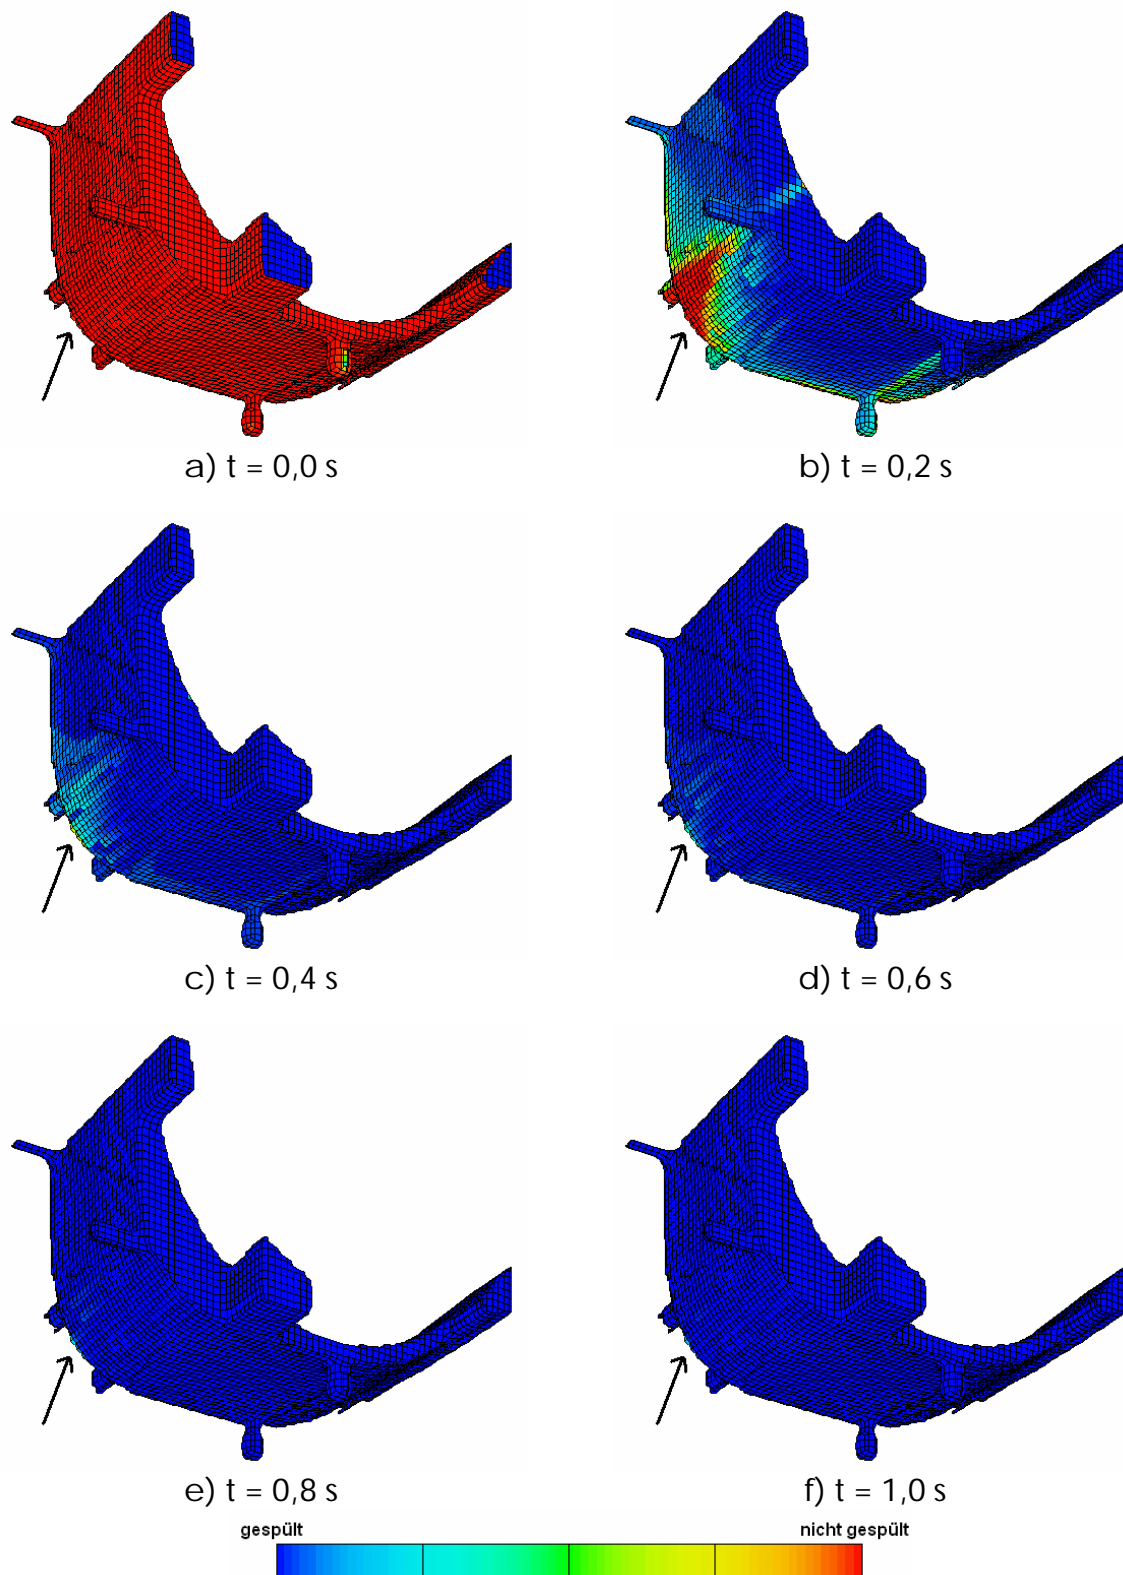 a) t = 0,0 s
b) t = 0,2 s
c) t = 0,4 s
d) t = 0,6 s
e) t = 0,8 s
f) t = 1,0 s
gespült
nicht gespült